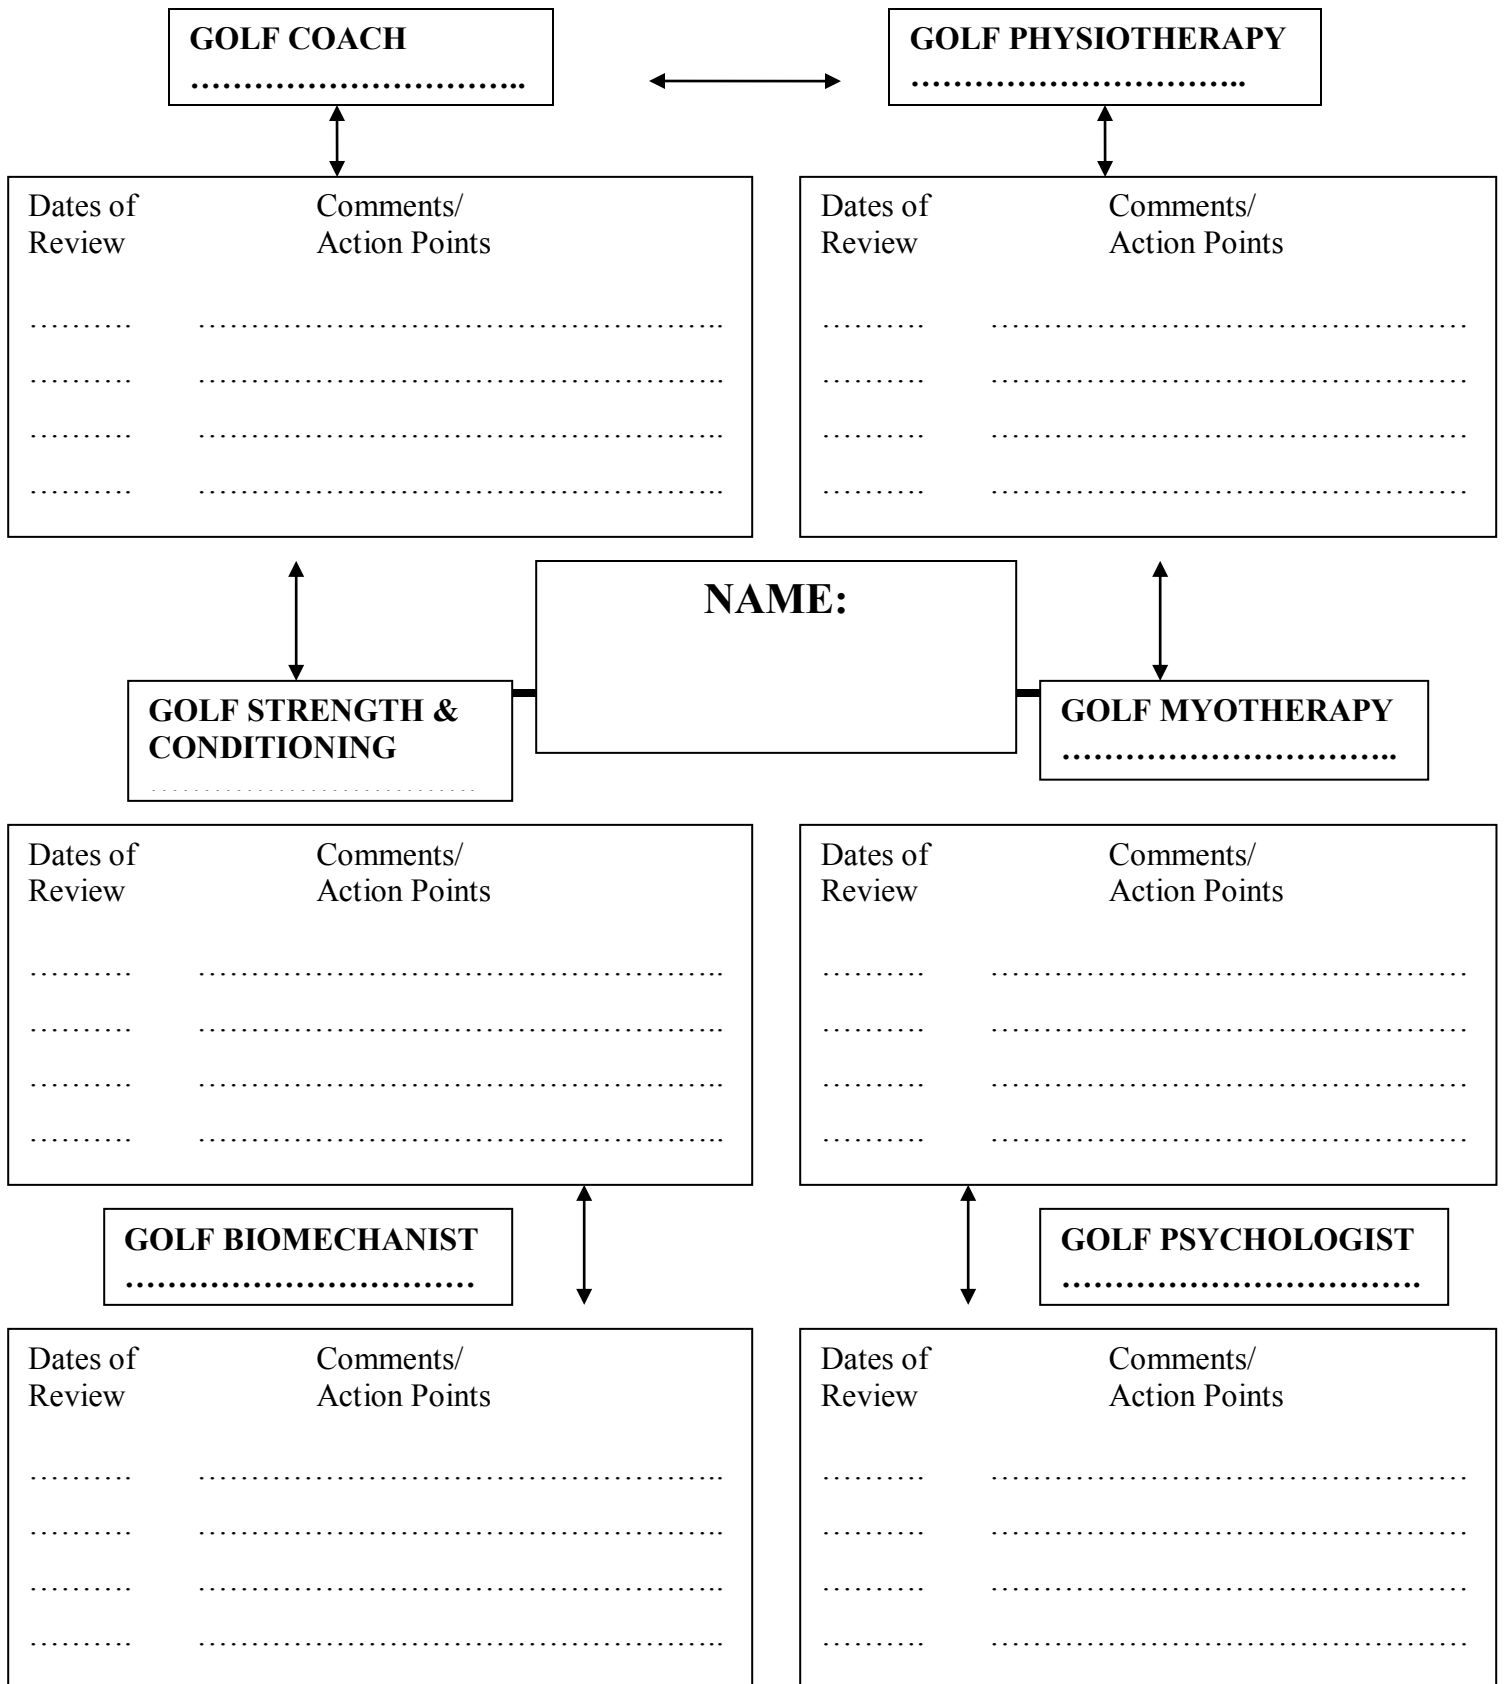 GOLF COACH
…………………………..
GOLF PHYSIOTHERAPY
…………………………..
Dates of Comments/
Review Action Points
………. …………………………………………..
………. …………………………………………..
………. …………………………………………..
………. …………………………………………..
Dates of Comments/
Review Action Points
………. ………………………………………
………. ………………………………………
………. ………………………………………
………. ………………………………………
NAME:
GOLF STRENGTH &
CONDITIONING
……………………………
GOLF MYOTHERAPY
…………………………..
Dates of Comments/
Review Action Points
………. …………………………………………..
………. …………………………………………..
………. …………………………………………..
………. …………………………………………..
Dates of Comments/
Review Action Points
………. ………………………………………
………. ………………………………………
………. ………………………………………
………. ………………………………………
GOLF BIOMECHANIST
……………………………
GOLF PSYCHOLOGIST
…………………………….
Dates of Comments/
Review Action Points
………. …………………………………………..
………. …………………………………………..
………. …………………………………………..
………. …………………………………………..
Dates of Comments/
Review Action Points
………. ………………………………………
………. ………………………………………
………. ………………………………………
………. ………………………………………